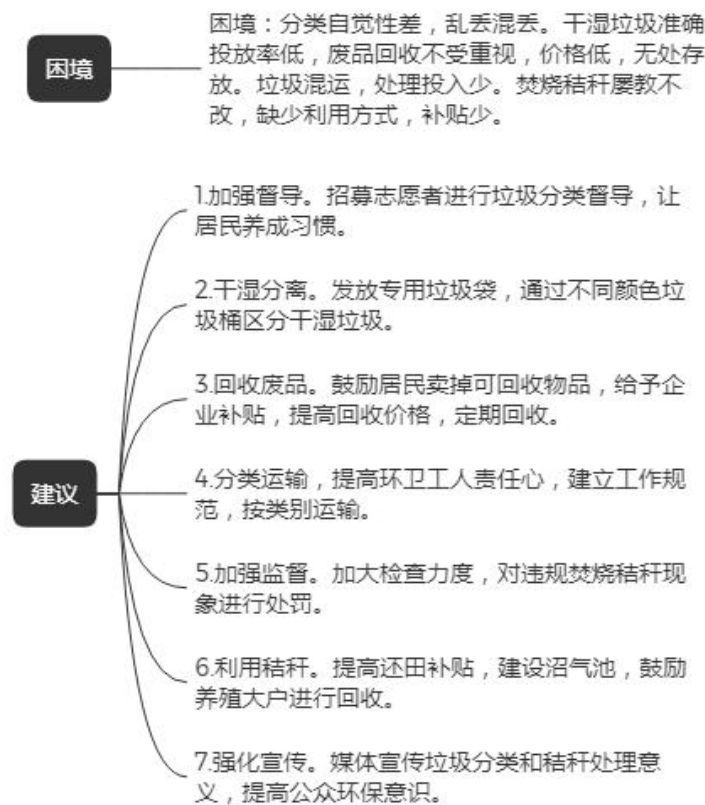 困境
困境：分类自觉性差，乱丢混丢。干湿垃圾准确
投放率低，废品回收不受重视，价格低，无处存
放。垃圾混运，处理投入少。焚烧秸秆屡教不
改，缺少利用方式，补贴少。
建议
1.加强督导。招募志愿者进行垃圾分类督导，让
居民养成习惯。
2.干湿分离。发放专用垃圾袋，通过不同颜色垃
圾桶区分干湿垃圾。
3.回收废品。鼓励居民卖掉可回收物品，给予企
业补贴，提高回收价格，定期回收。
4.分类运输，提高环卫工人责任心，建立工作规
范，按类别运输。
5.加强监督。加大检查力度，对违规焚烧秸秆现
象进行处罚。
6.利用秸秆。提高还田补贴，建设沼气池，鼓励
养殖大户进行回收。
7.强化宣传。媒体宣传垃圾分类和秸秆处理意
义，提高公众环保意识。